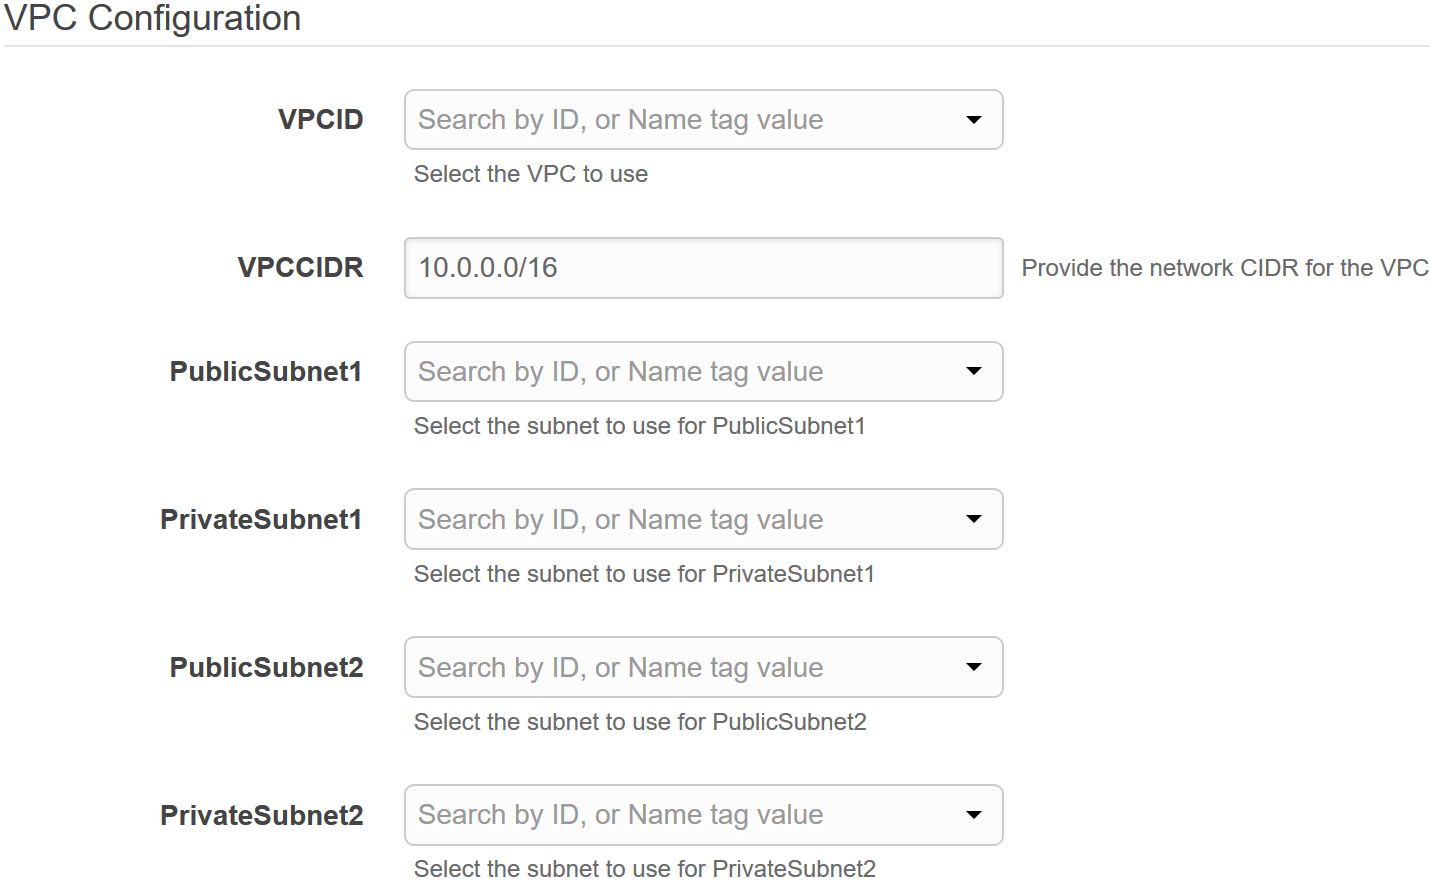 VPC Configuration
VPCID
Search by ID, or Name tag value
Select the VPC to use
VPCCIDR
10.0.0.0/16
Provide the network CIDR for the VPC
PublicSubnet1
Search by ID, or Name tag value
Select the subnet to use for PublicSubnet1
PrivateSubnet1
Search by ID, or Name tag value
Select the subnet to use for PrivateSubnet1
PublicSubnet2
Search by ID, or Name tag value
Select the subnet to use for PublicSubnet2
PrivateSubnet2
Search by ID, or Name tag value
Select the subnet to use for PrivateSubnet2